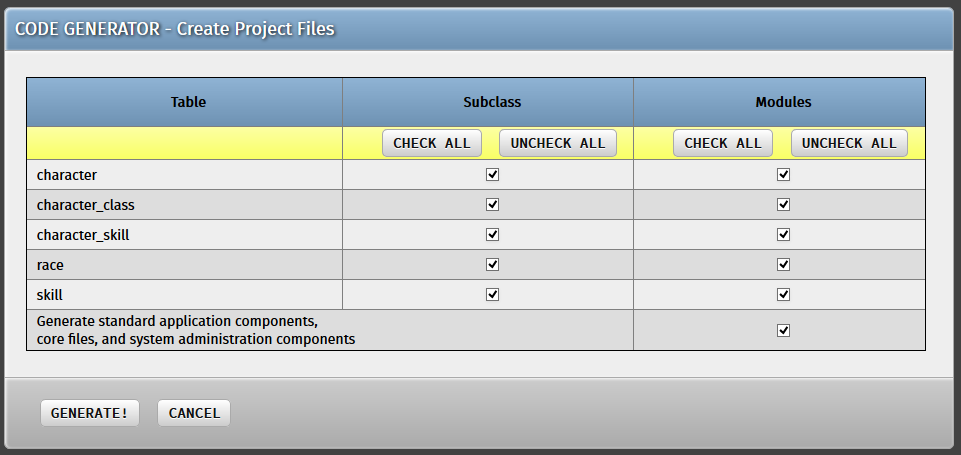 CODE GENERATOR - Create Project Files
Table Subclass Modules
CHECK ALL UNCHECK ALL CHECK ALL UNCHECK ALL
character
character_class
character_skill
race
skill
Generate standard application components,
core files, and system administration components
GENERATE! CANCEL